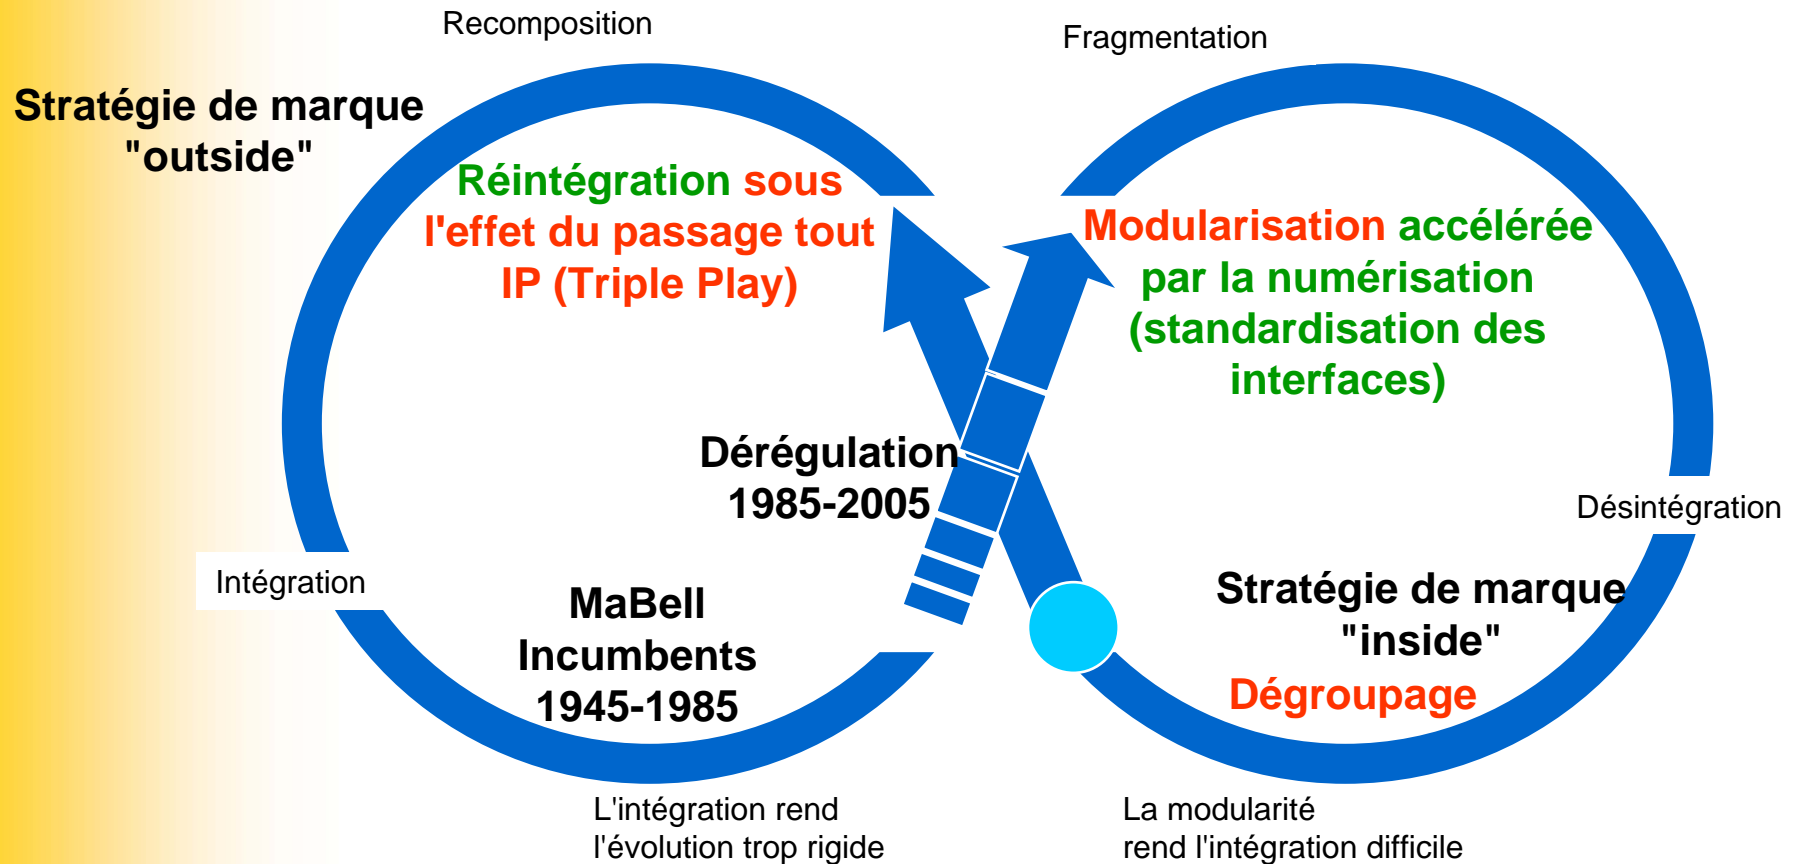 Recomposition
Fragmentation
Stratégie de marque
"outside"
Réintégration sous
l'effet du passage tout
IP (Triple Play)
Modularisation accélérée
par la numérisation
(standardisation des
interfaces)
Dérégulation
1985-2005
Désintégration
Intégration
MaBell
Incumbents
1945-1985
Stratégie de marque
"inside"
Dégroupage
L'intégration rend
l'évolution trop rigide
La modularité
rend l'intégration difficile